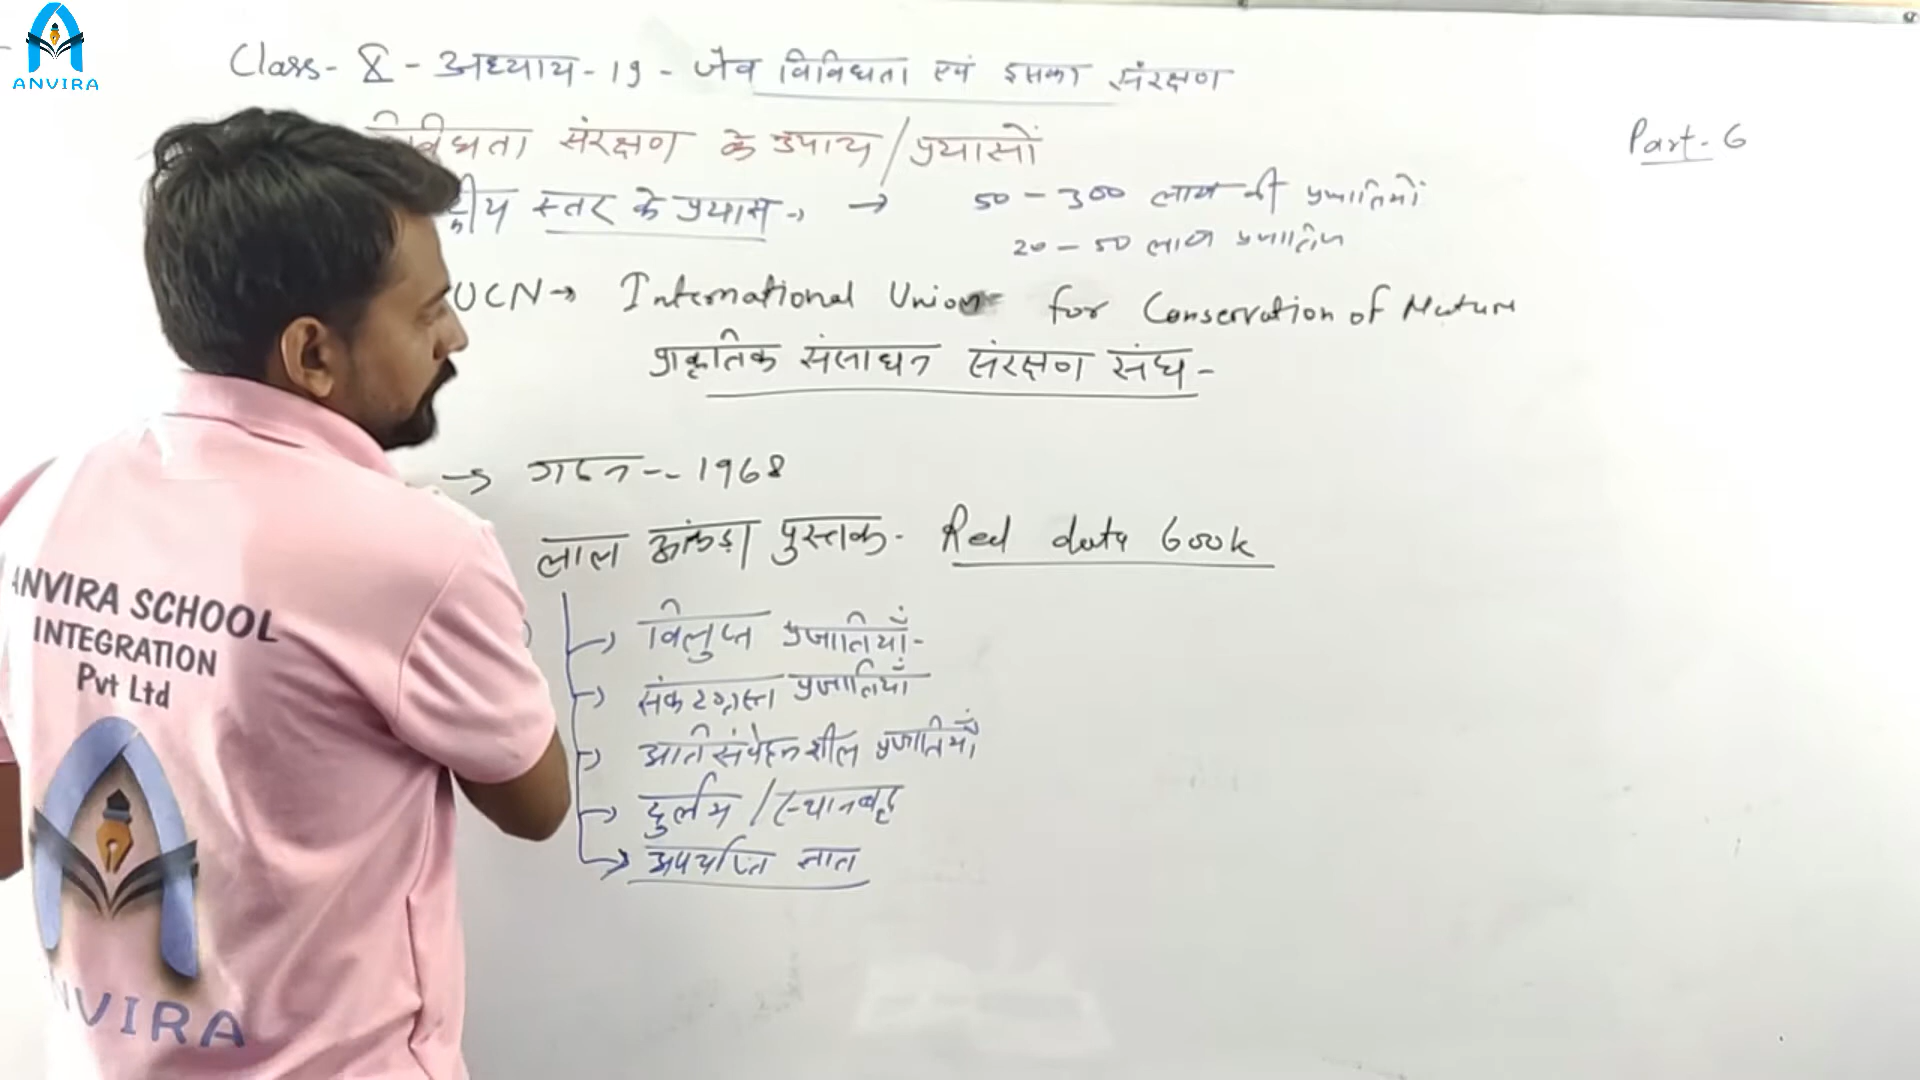 ANVIRA
Class - X - अध्याय - 19 - जैव विविधता एवं इसका संरक्षण
Part - 6
विविधता संरक्षण के उपाय / प्रयासों
स्तर के प्रयास → 50 - 300 लाख की प्रजातियों
20 - 50 लाख प्रजातियां
UCN → International Union for Conservation of Nature
प्राकृतिक संसाधन संरक्षण संघ -
→ गठन -- 1968
लाल आंकड़ा पुस्तक - Red data book
→ विलुप्त प्रजातियाँ -
→ संकटग्रस्त प्रजातियाँ
→ अतिसंवेदनशील प्रजातियाँ
→ दुर्लभ / स्थानबद्ध
→ अपर्याप्त ज्ञात
ANVIRA SCHOOL
INTEGRATION
Pvt Ltd
NVIRA